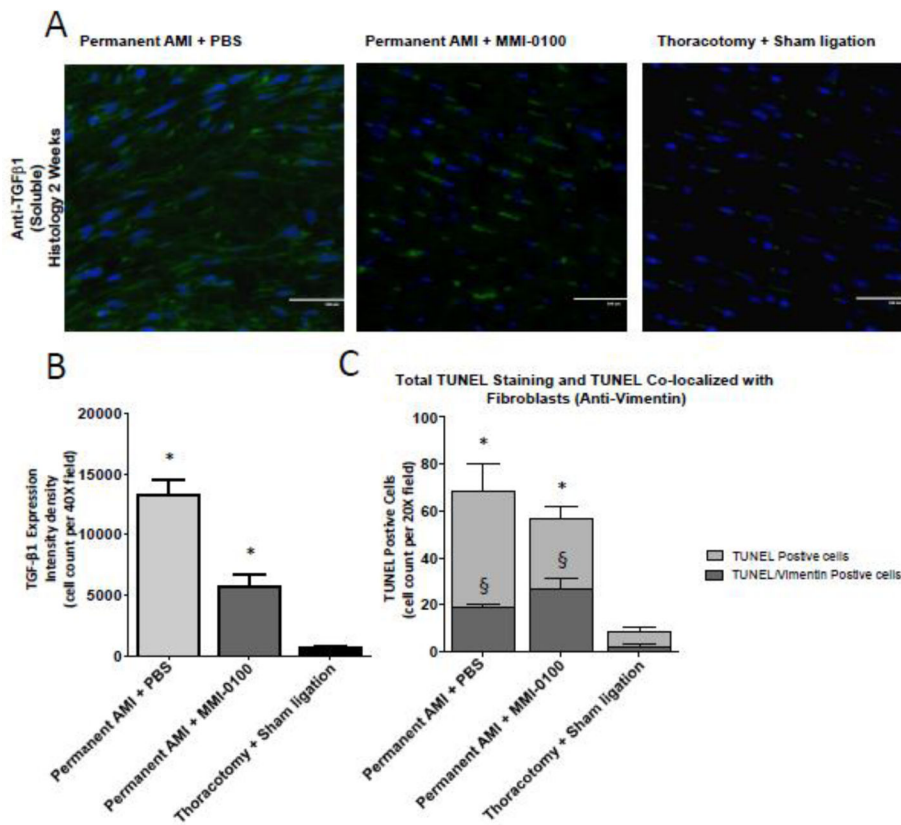 A
Permanent AMI + PBS
Permanent AMI + MMI-0100
Thoracotomy + Sham ligation
Anti-TGFβ1
(Soluble)
Histology 2 Weeks
B
TGF-β1 Expression
Intensity density
(cell count per 40X field)
20000
15000
10000
5000
0
*
*
Permanent AMI + PBS
Permanent AMI + MMI-0100
Thoracotomy + Sham ligation
C
Total TUNEL Staining and TUNEL Co-localized with
Fibroblasts (Anti-Vimentin)
TUNEL Postive Cells
(cell count per 20X field)
100
80
60
40
20
0
*
*
§
§
Permanent AMI + PBS
Permanent AMI + MMI-0100
Thoracotomy + Sham ligation
TUNEL Postive cells
TUNEL/Vimentin Postive cells